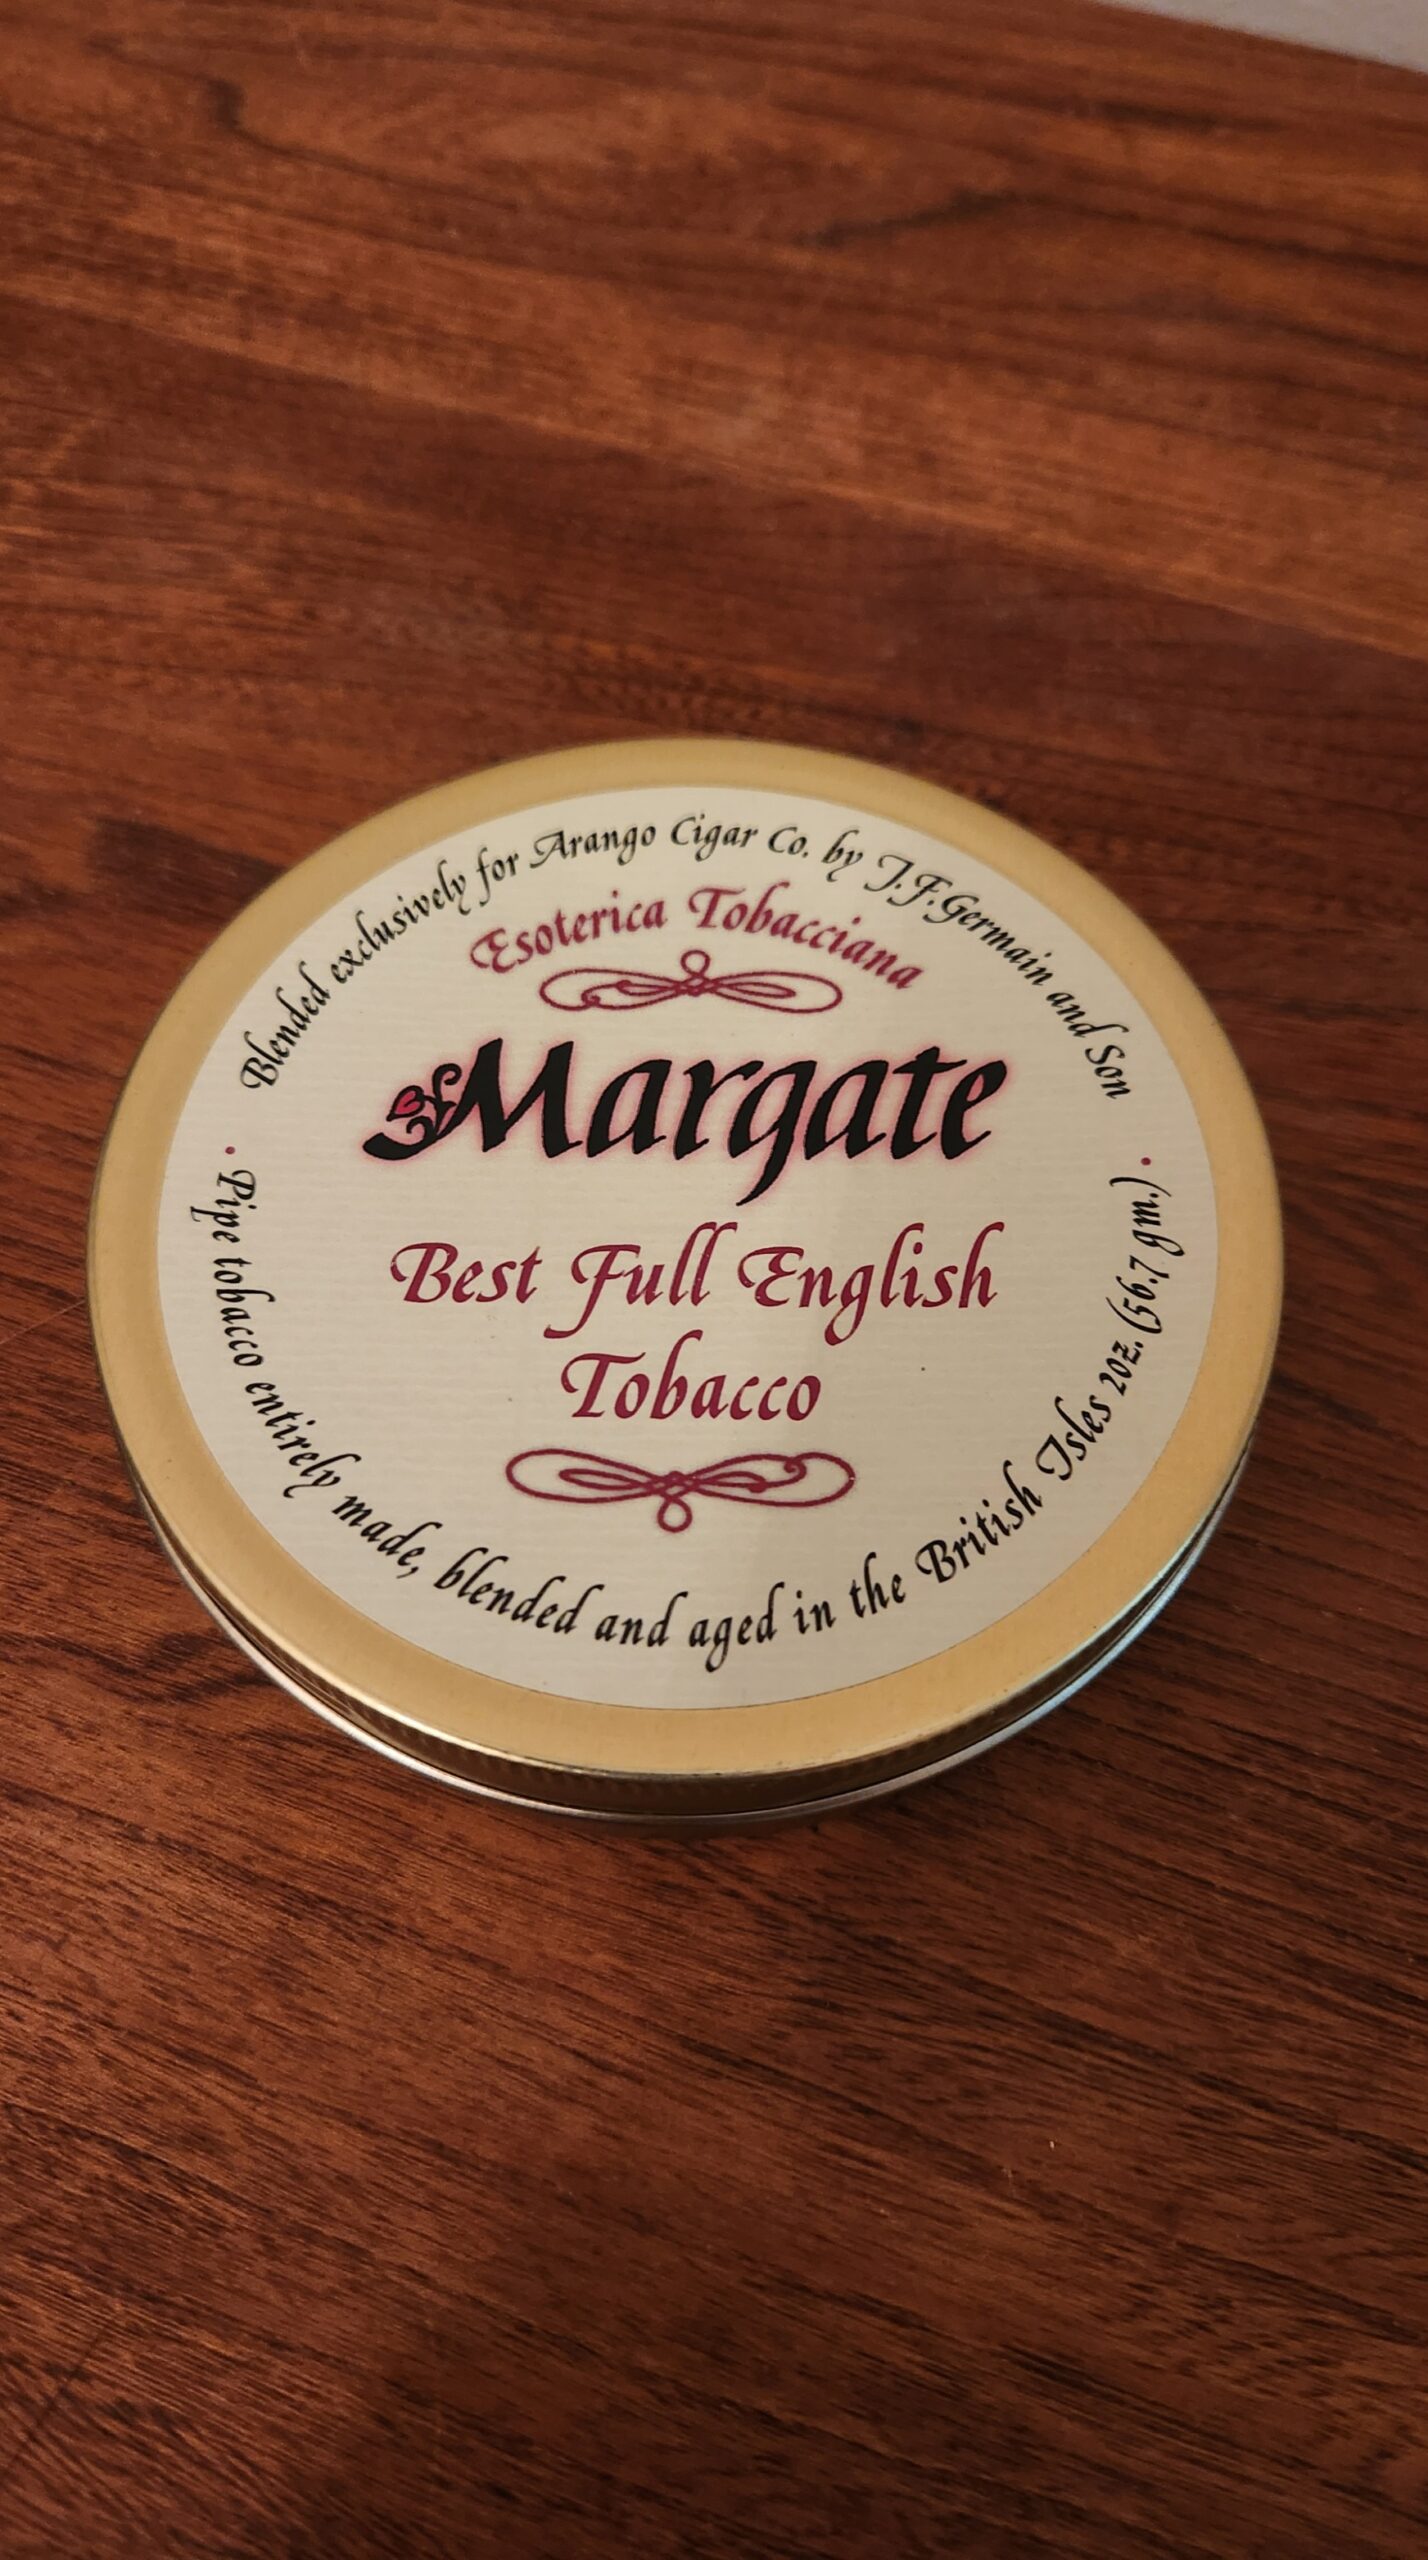 Blended exclusively for Arango Cigar Co. by J.F.Germain and Son
Esoterica Tobacciana
Margate
Best Full English
Tobacco
• Pipe tobacco entirely made, blended and aged in the British Isles 2oz. (56.7 gm.) •